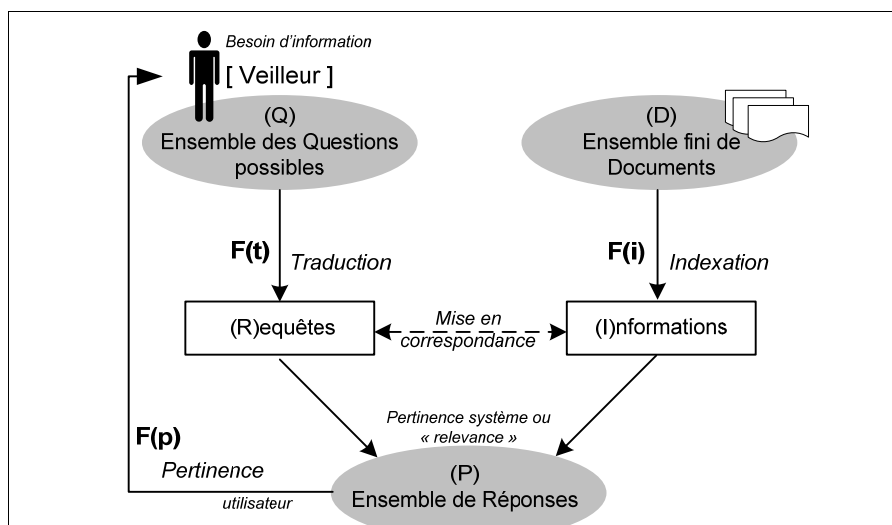 Besoin d'information
[ Veilleur ]
(Q)
Ensemble des Questions
possibles
(D)
Ensemble fini de
Documents
F(t)
Traduction
F(i)
Indexation
(R)equêtes
Mise en
correspondance
(I)nformations
Pertinence système ou
« relevance »
F(p)
Pertinence
utilisateur
(P)
Ensemble de Réponses